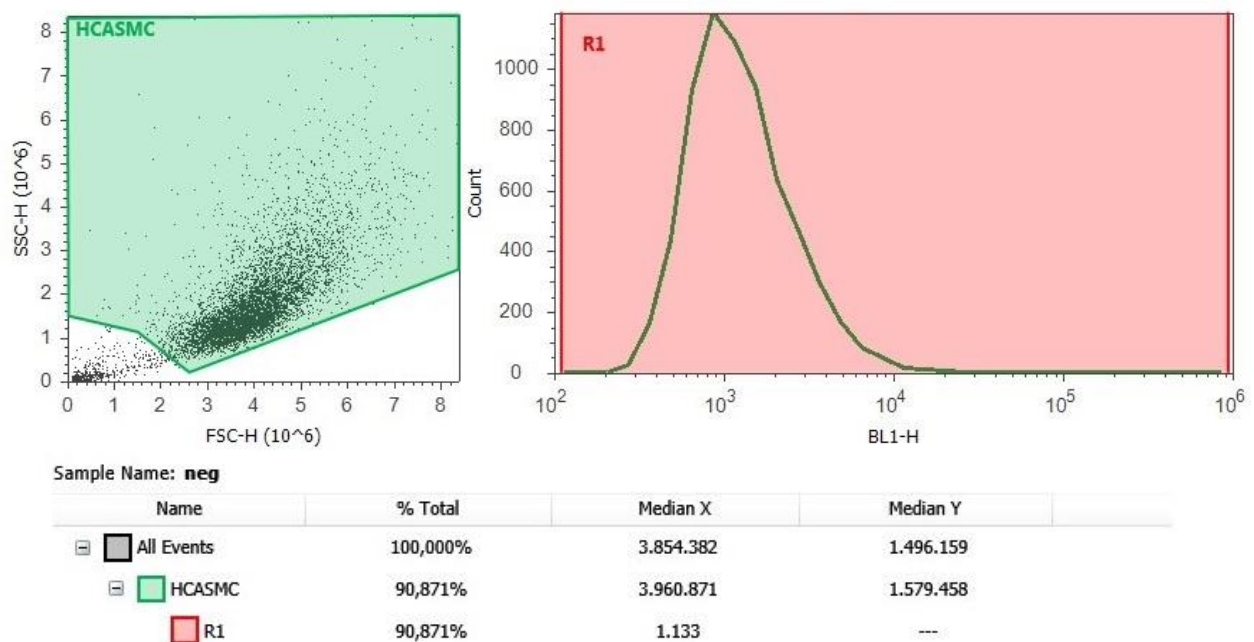 HCASMC
8
7
6
5
4
3
2
1
0
SSC-H (10^6)
0 1 2 3 4 5 6 7 8
FSC-H (10^6)
R1
1000
800
600
400
200
0
Count
10^2 10^3 10^4 10^5 10^6
BL1-H
Sample Name: neg
Name % Total Median X Median Y
All Events 100,000% 3.854.382 1.496.159
HCASMC 90,871% 3.960.871 1.579.458
R1 90,871% 1.133 ---